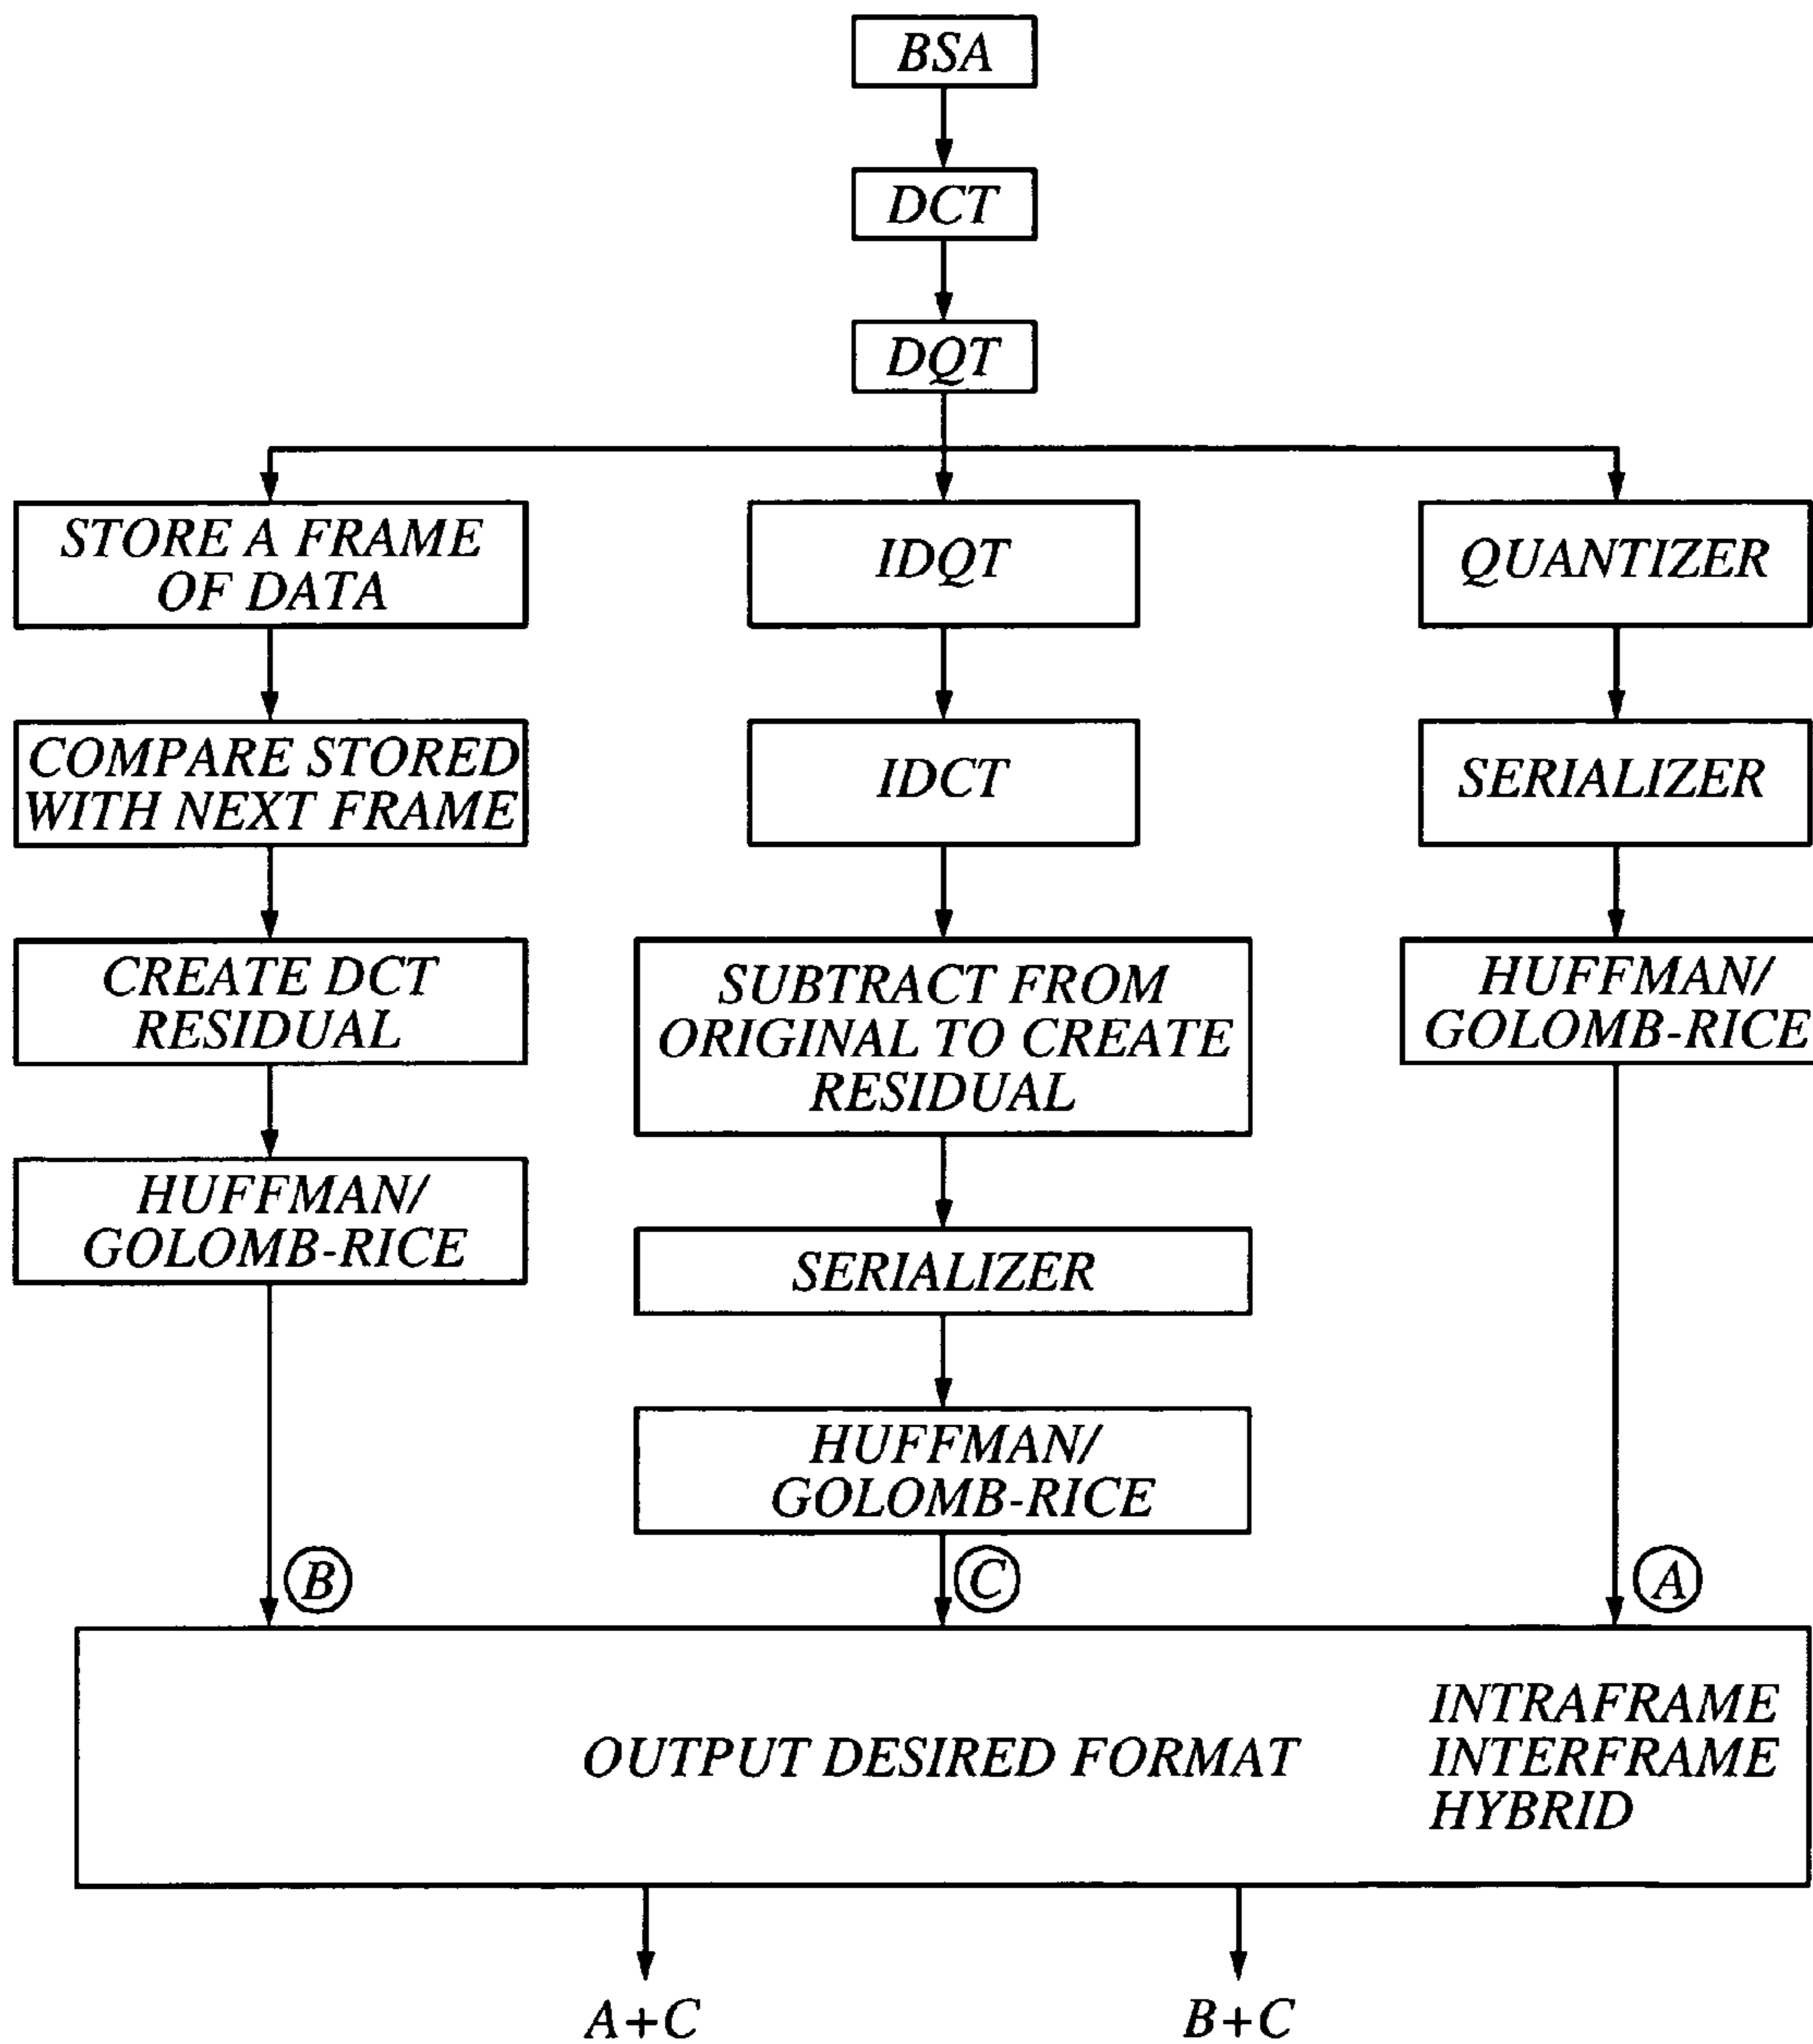 BSA
DCT
DQT
STORE A FRAME
OF DATA
IDQT
QUANTIZER
COMPARE STORED
WITH NEXT FRAME
IDCT
SERIALIZER
CREATE DCT
RESIDUAL
SUBTRACT FROM
ORIGINAL TO CREATE
RESIDUAL
HUFFMAN/
GOLOMB-RICE
HUFFMAN/
GOLOMB-RICE
SERIALIZER
HUFFMAN/
GOLOMB-RICE
B
C
A
OUTPUT DESIRED FORMAT
INTRAFRAME
INTERFRAME
HYBRID
A+C
B+C